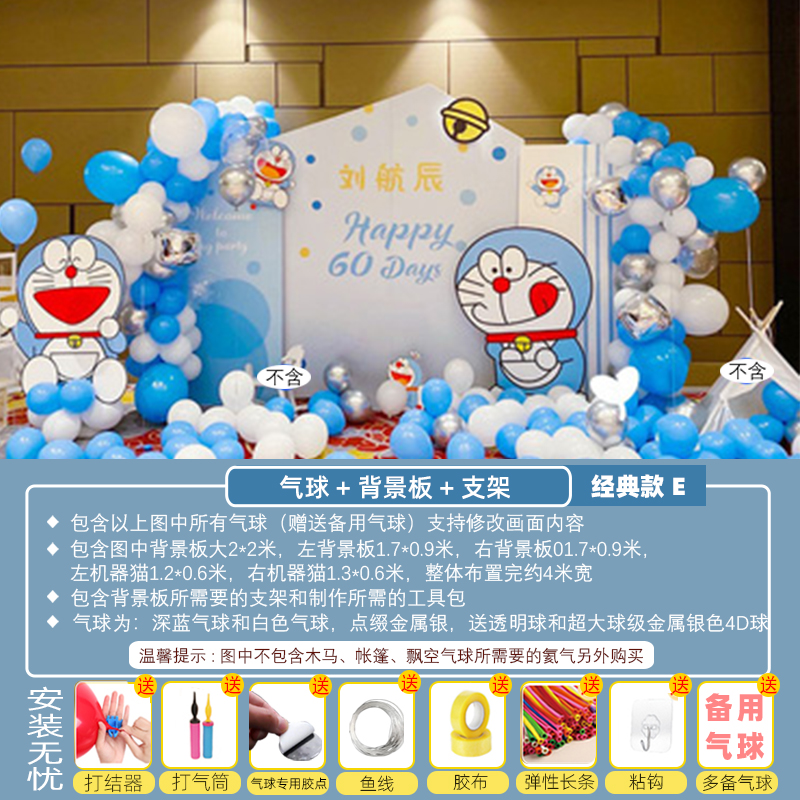 刘航辰
Happy
60 Days
Welcome
to
不含
不含
气球 + 背景板 + 支架
经典款 E
◆ 包含以上图中所有气球（赠送备用气球）支持修改画面内容
◆ 包含图中背景板大2*2米，左背景板1.7*0.9米，右背景板01.7*0.9米，
左机器猫1.2*0.6米，右机器猫1.3*0.6米，整体布置完约4米宽
◆ 包含背景板所需要的支架和制作所需的工具包
◆ 气球为：深蓝气球和白色气球，点缀金属银，送透明球和超大球级金属银色4D球
温馨提示 : 图中不包含木马、帐篷、飘空气球所需要的氦气另外购买
安装无忧
送 送 送 送 送 送 送 送
备用
气球
打结器 打气筒 气球专用胶点 鱼线 胶布 弹性长条 粘钩 多备气球